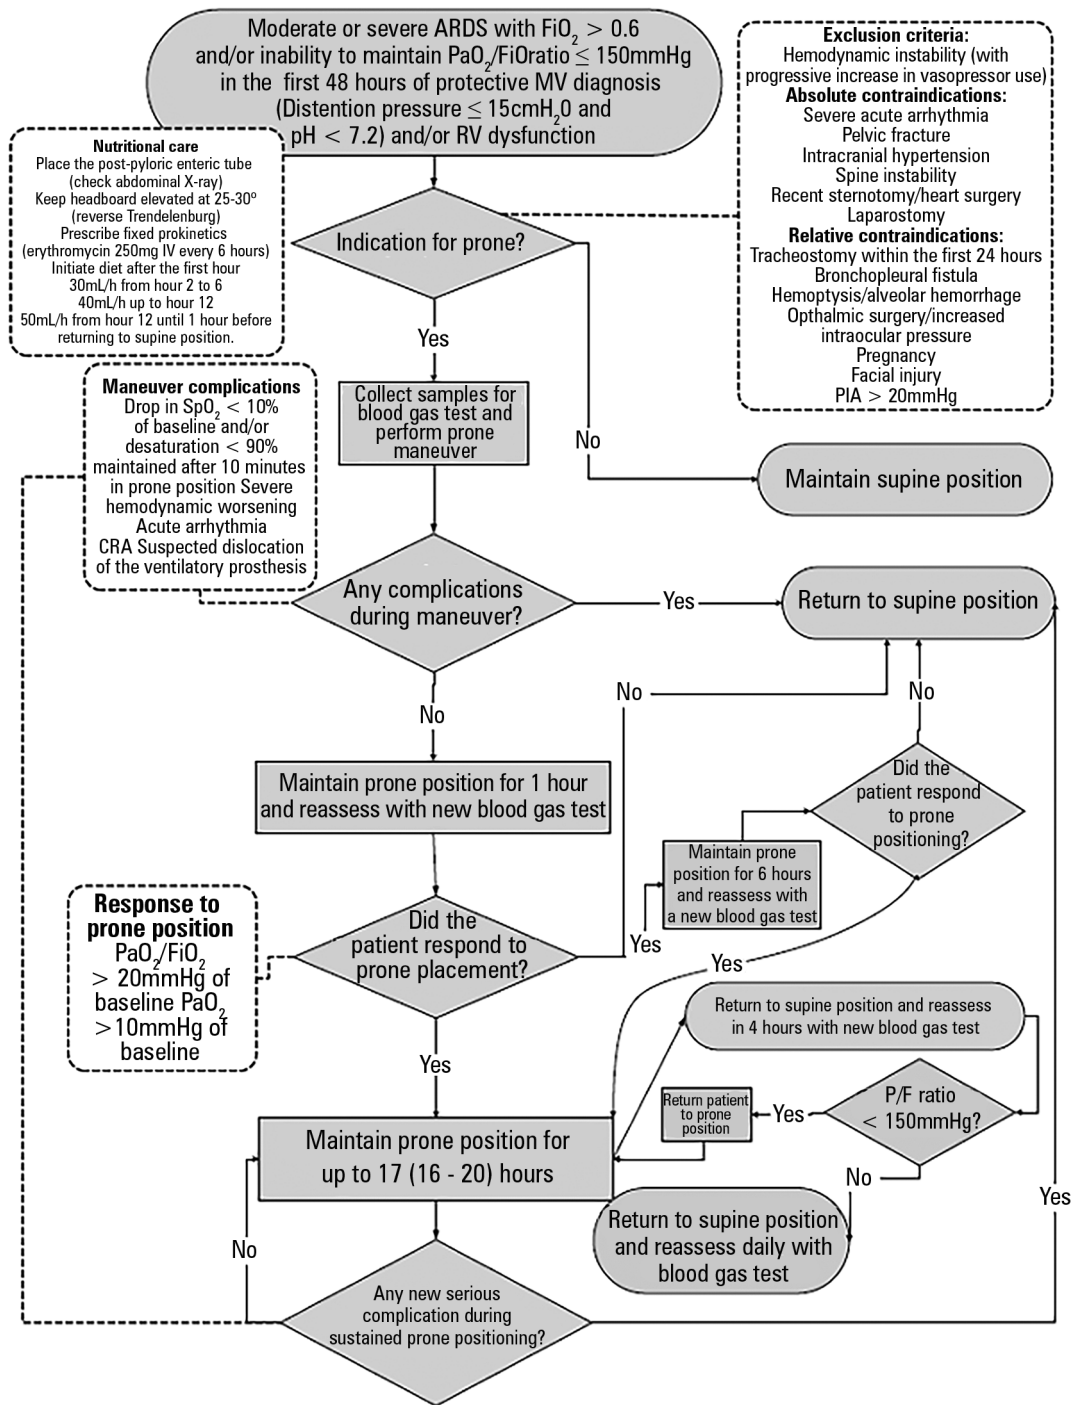 Moderate or severe ARDS with FiO2 > 0.6
and/or inability to maintain PaO2/FiOratio ≤ 150mmHg
in the first 48 hours of protective MV diagnosis
(Distention pressure ≤ 15cmH20 and
pH < 7.2) and/or RV dysfunction
Exclusion criteria:
Hemodynamic instability (with
progressive increase in vasopressor use)
Absolute contraindications:
Severe acute arrhythmia
Pelvic fracture
Intracranial hypertension
Spine instability
Recent sternotomy/heart surgery
Laparostomy
Relative contraindications:
Tracheostomy within the first 24 hours
Bronchopleural fistula
Hemoptysis/alveolar hemorrhage
Opthalmic surgery/increased
intraocular pressure
Pregnancy
Facial injury
PIA > 20mmHg
Nutritional care
Place the post-pyloric enteric tube
(check abdominal X-ray)
Keep headboard elevated at 25-30º
(reverse Trendelenburg)
Prescribe fixed prokinetics
(erythromycin 250mg IV every 6 hours)
Initiate diet after the first hour
30mL/h from hour 2 to 6
40mL/h up to hour 12
50mL/h from hour 12 until 1 hour before
returning to supine position.
Indication for prone?
Yes
No
Collect samples for
blood gas test and
perform prone
maneuver
Maintain supine position
Maneuver complications
Drop in SpO2 < 10%
of baseline and/or
desaturation < 90%
maintained after 10 minutes
in prone position Severe
hemodynamic worsening
Acute arrhythmia
CRA Suspected dislocation
of the ventilatory prosthesis
Any complications
during maneuver?
Yes
Return to supine position
No
No
No
Maintain prone position for 1 hour
and reassess with new blood gas test
Did the
patient respond
to prone
positioning?
Maintain prone
position for 6 hours
and reassess with
a new blood gas test
Response to
prone position
PaO2/FiO2
> 20mmHg of
baseline PaO2
>10mmHg of
baseline
Did the
patient respond to
prone placement?
Yes
Yes
Yes
Return to supine position and reassess
in 4 hours with new blood gas test
P/F ratio
< 150mmHg?
Yes
Return patient
to prone
position
No
Maintain prone position for
up to 17 (16 - 20) hours
Yes
Return to supine position
and reassess daily with
blood gas test
No
Any new serious
complication during
sustained prone positioning?